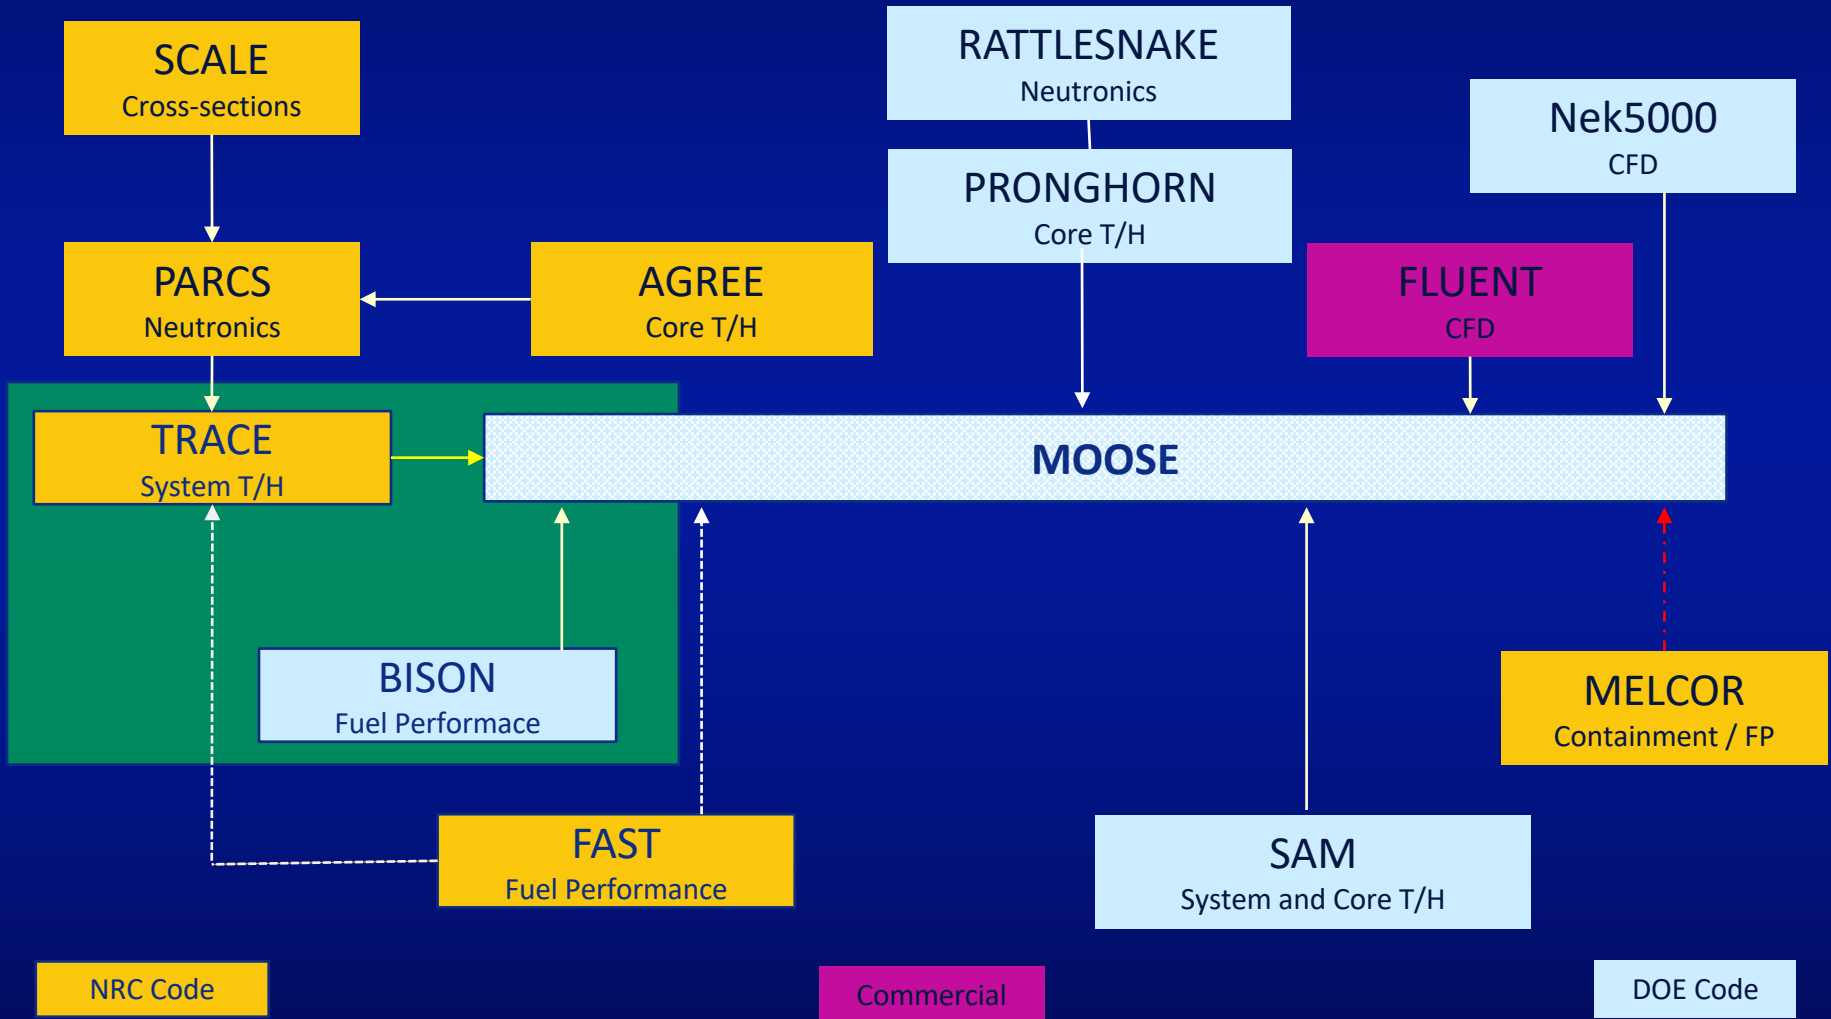 SCALE
Cross-sections
RATTLESNAKE
Neutronics
Nek5000
CFD
PRONGHORN
Core T/H
PARCS
Neutronics
AGREE
Core T/H
FLUENT
CFD
TRACE
System T/H
MOOSE
BISON
Fuel Performace
MELCOR
Containment / FP
FAST
Fuel Performance
SAM
System and Core T/H
NRC Code
Commercial
DOE Code